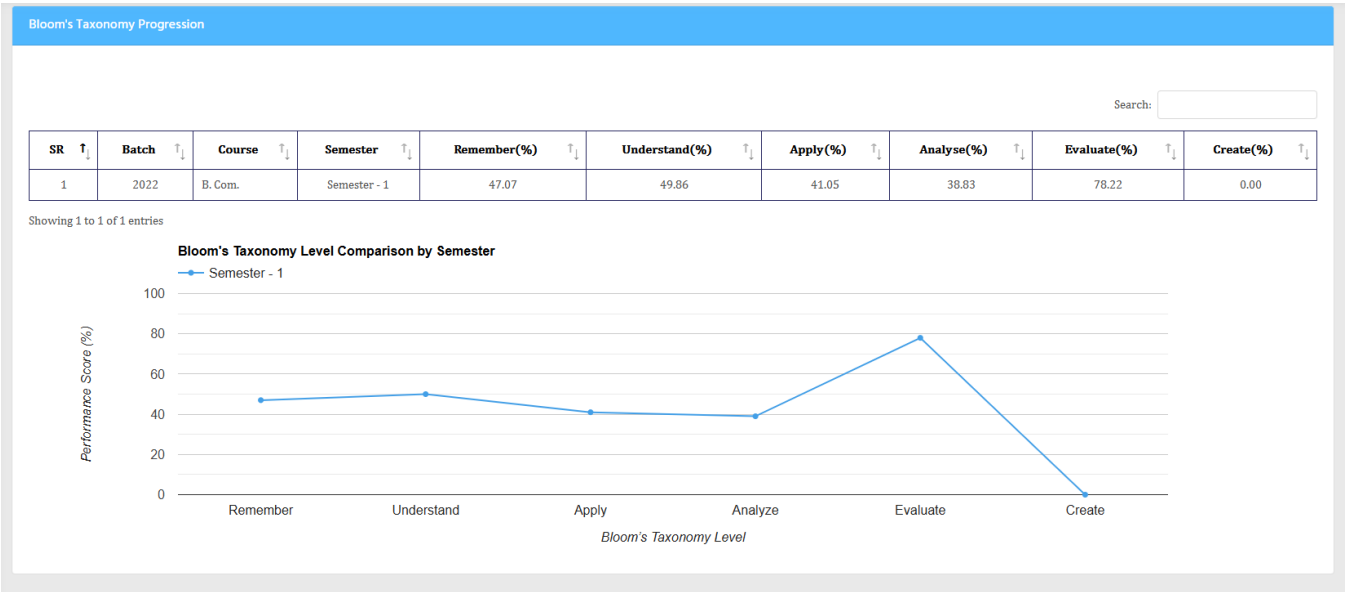 Bloom's Taxonomy Progression
Search:
SR Batch Course Semester Remember(%) Understand(%) Apply(%) Analyse(%) Evaluate(%) Create(%)
1 2022 B. Com. Semester - 1 47.07 49.86 41.05 38.83 78.22 0.00
Showing 1 to 1 of 1 entries
Bloom's Taxonomy Level Comparison by Semester
Semester - 1
100
80
60
40
20
0
Performance Score (%)
Remember Understand Apply Analyze Evaluate Create
Bloom's Taxonomy Level